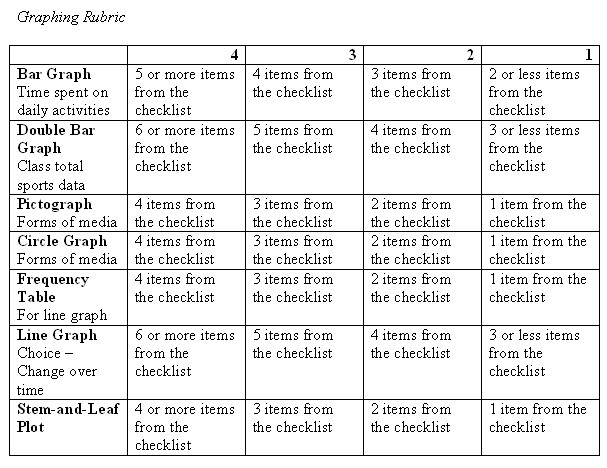 Graphing Rubric
4 3 2 1
Bar Graph
Time spent on
daily activities
5 or more items
from the
checklist
4 items from
the checklist
3 items from
the checklist
2 or less items
from the
checklist
Double Bar
Graph
Class total
sports data
6 or more items
from the
checklist
5 items from
the checklist
4 items from
the checklist
3 or less items
from the
checklist
Pictograph
Forms of media
4 items from
the checklist
3 items from
the checklist
2 items from
the checklist
1 item from the
checklist
Circle Graph
Forms of media
4 items from
the checklist
3 items from
the checklist
2 items from
the checklist
1 item from the
checklist
Frequency
Table
For line graph
4 items from
the checklist
3 items from
the checklist
2 items from
the checklist
1 item from the
checklist
Line Graph
Choice –
Change over
time
6 or more items
from the
checklist
5 items from
the checklist
4 items from
the checklist
3 or less items
from the
checklist
Stem-and-Leaf
Plot
4 or more items
from the
checklist
3 items from
the checklist
2 items from
the checklist
1 item from the
checklist